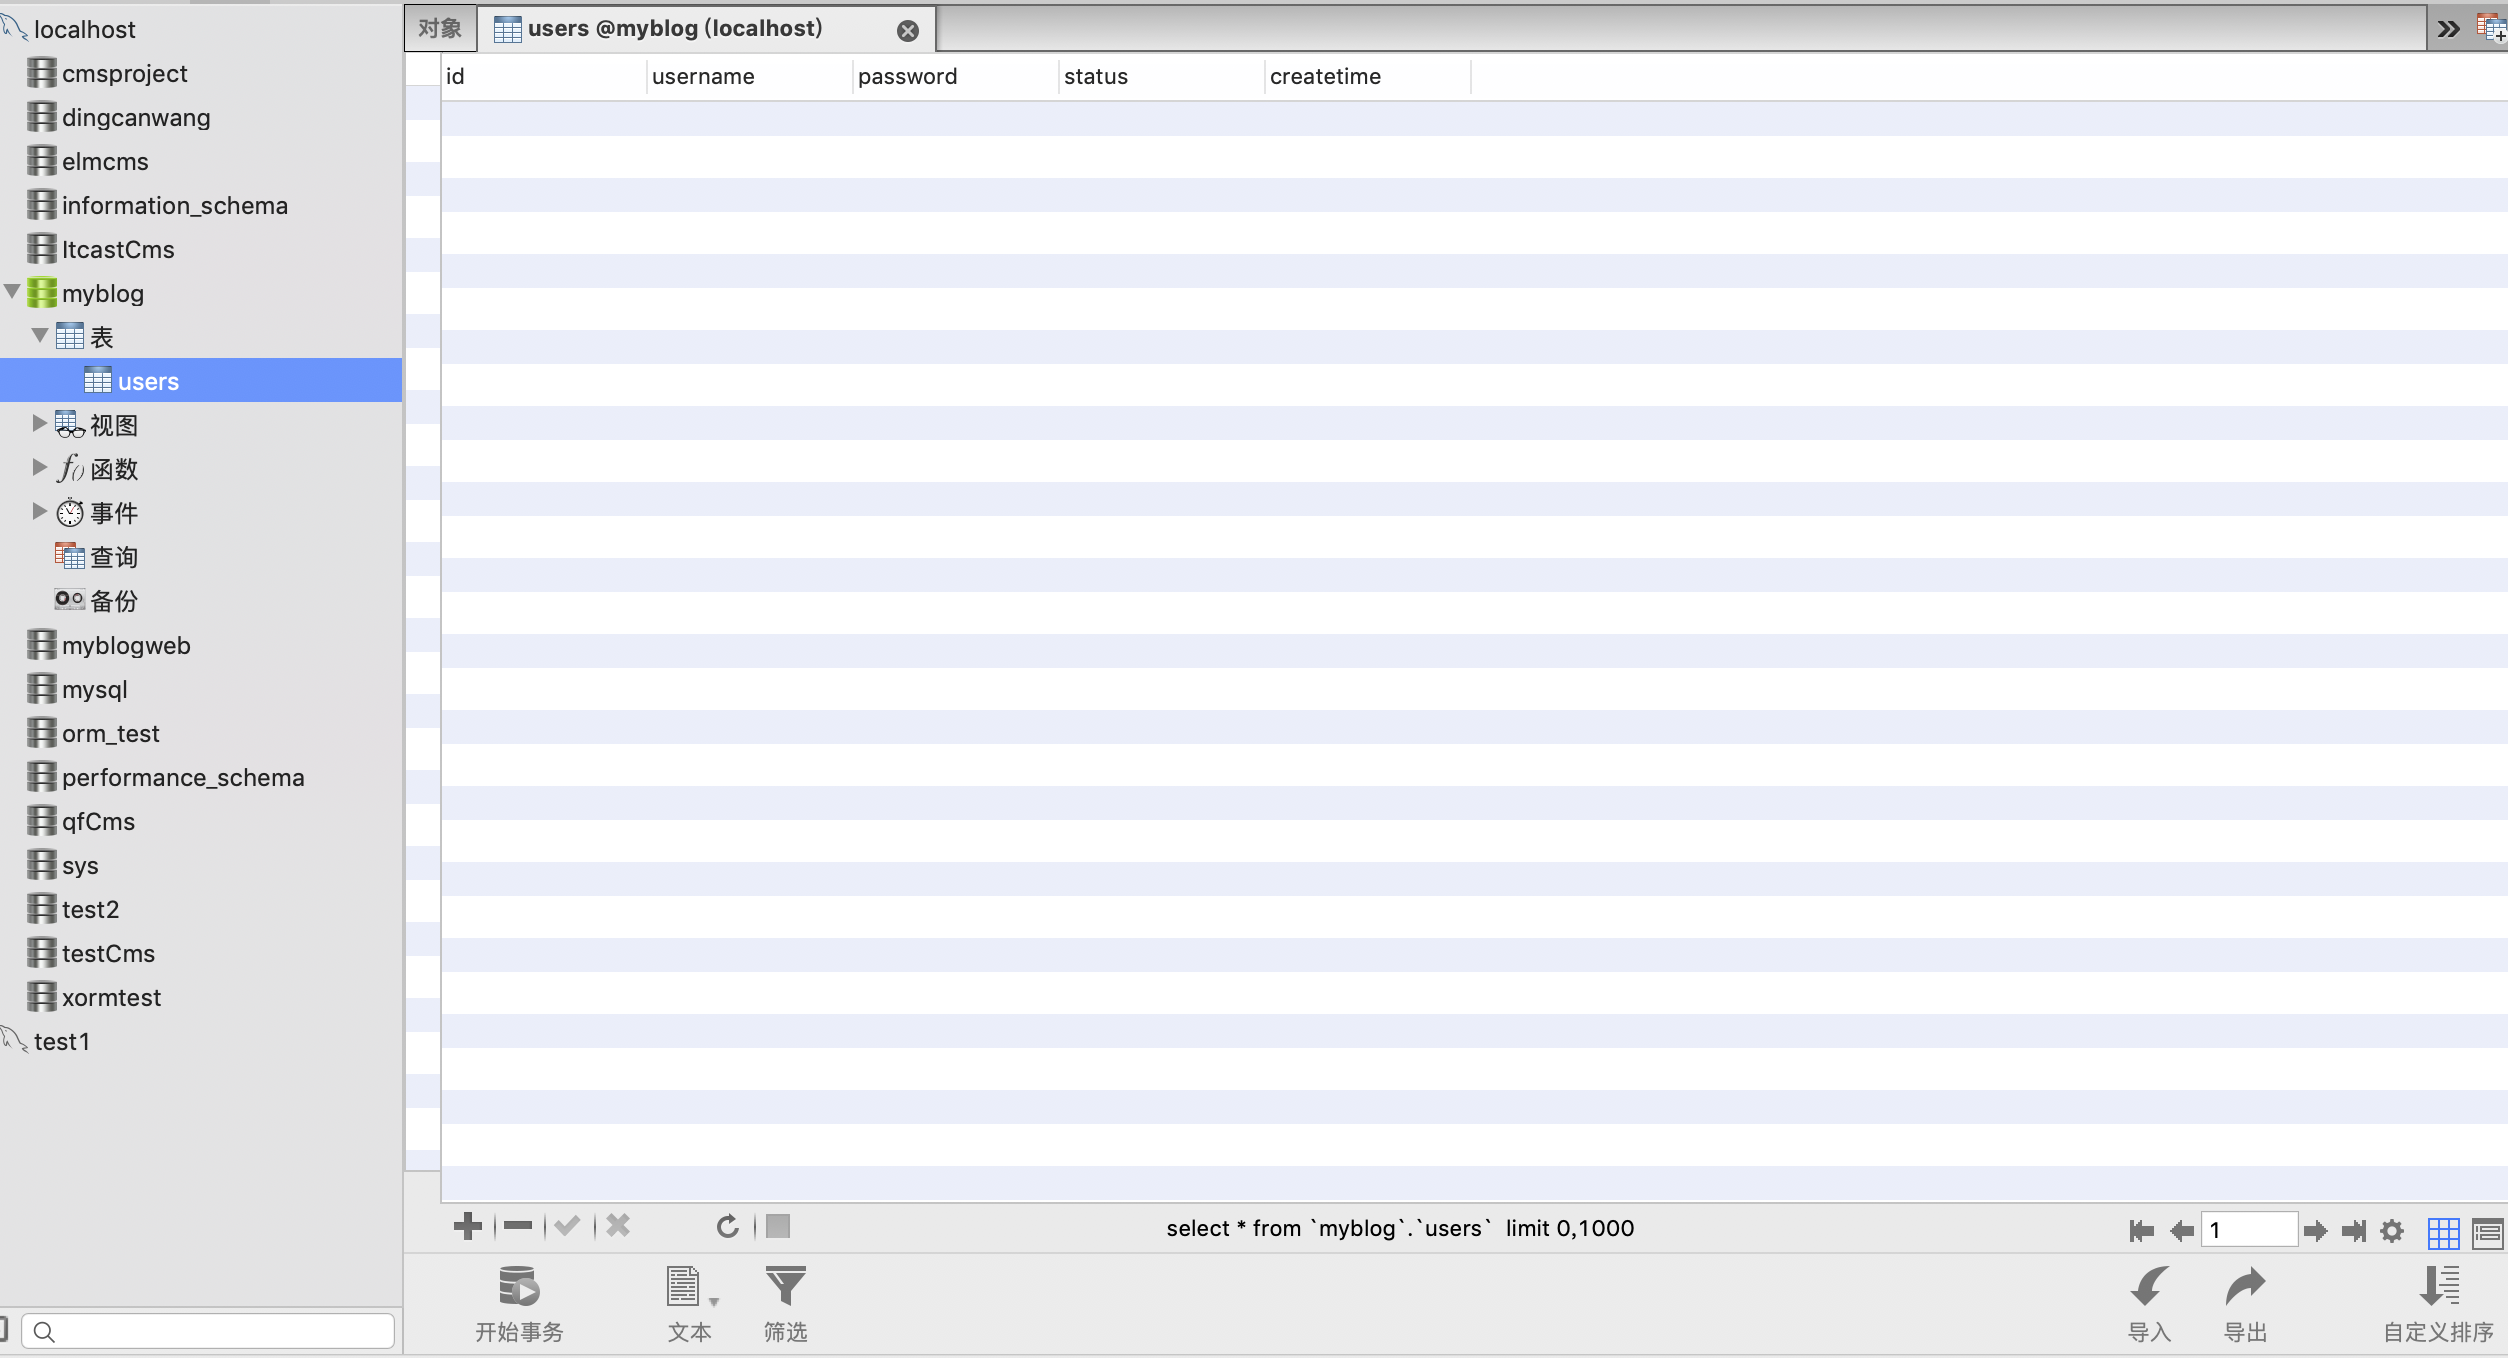 localhost
cmsproject
dingcanwang
elmcms
information_schema
ItcastCms
myblog
表
users
视图
函数
事件
查询
备份
myblogweb
mysql
orm_test
performance_schema
qfCms
sys
test2
testCms
xormtest
test1
对象
users @myblog (localhost)
id username password status createtime
select * from `myblog`.`users` limit 0,1000
1
开始事务 文本 筛选 导入 导出 自定义排序